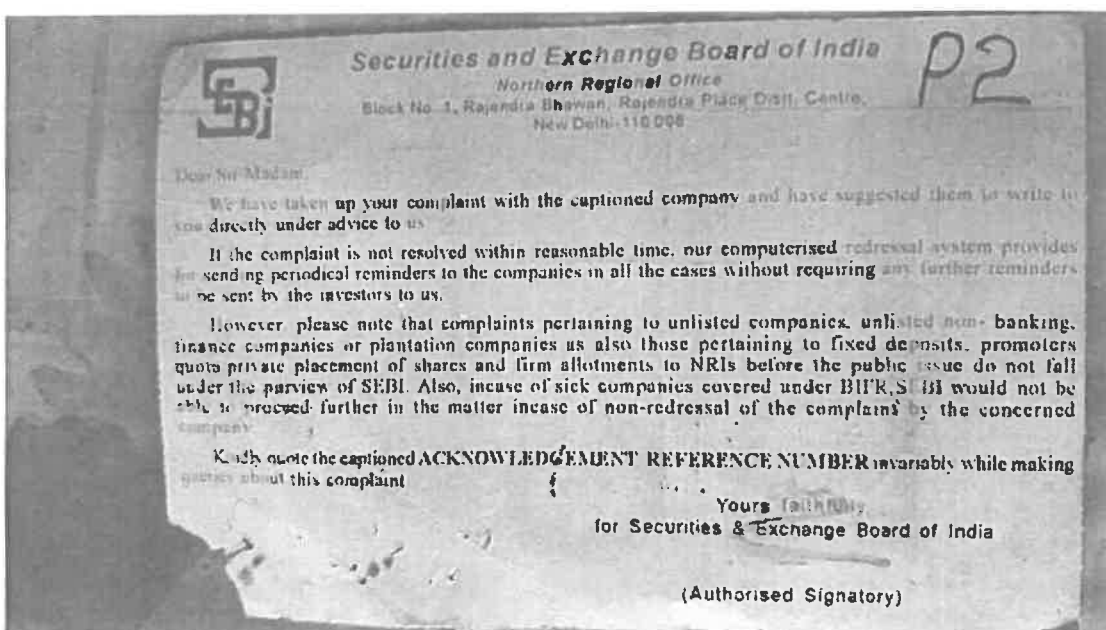 Securities and Exchange Board of India
P2
SEBI
Northern Regional Office
Block No. 1, Rajendra Bhawan, Rajendra Place Distt. Centre,
New Delhi-110 008
Dear Sir Madam,
We have taken up your complaint with the captioned company and have suggested them to write to
you directly under advice to us
If the complaint is not resolved within reasonable time, our computerised redressal system provides
for sending periodical reminders to the companies in all the cases without requiring any further reminders
to be sent by the investors to us.
However please note that complaints pertaining to unlisted companies, unlisted non- banking,
finance companies or plantation companies as also those pertaining to fixed deposits, promoters
quota private placement of shares and firm allotments to NRIs before the public issue do not fall
under the purview of SEBI. Also, incase of sick companies covered under BIFR, SEBI would not be
able to proceed further in the matter incase of non-redressal of the complaint by the concerned
company
Kindly quote the captioned ACKNOWLEDGEMENT REFERENCE NUMBER invariably while making
queries about this complaint
Yours faithfully,
for Securities & Exchange Board of India
(Authorised Signatory)